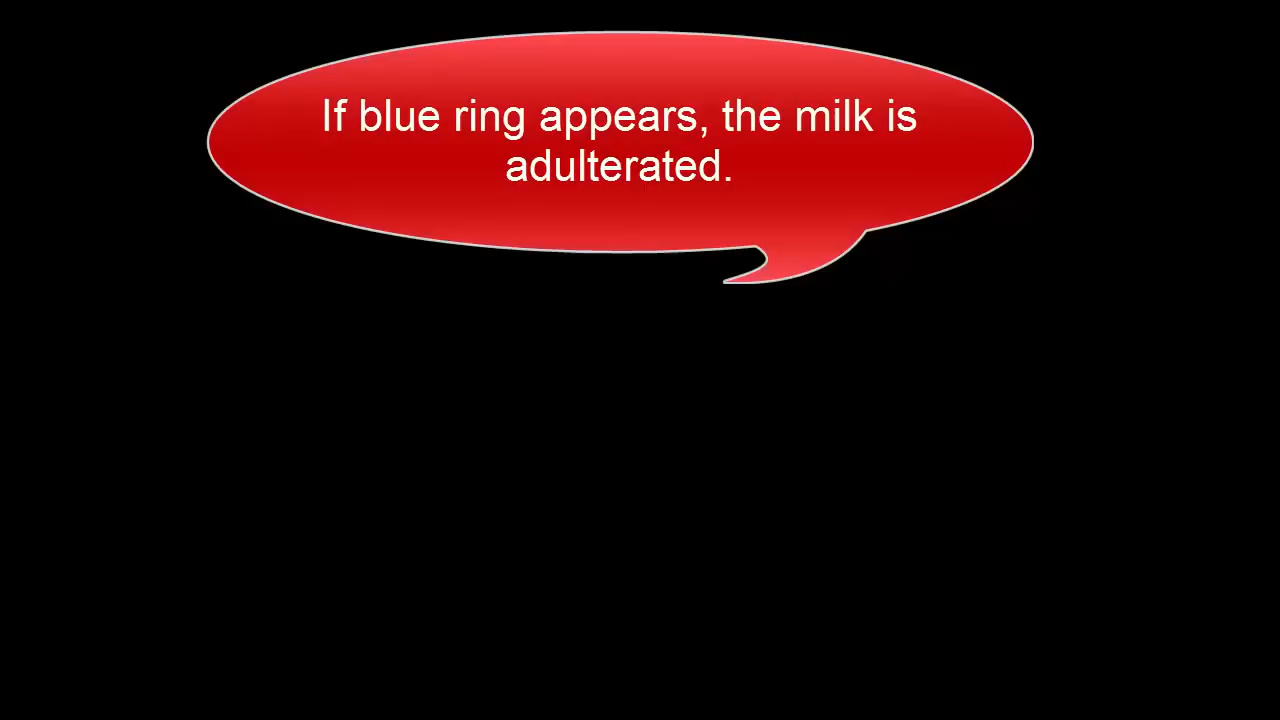 If blue ring appears, the milk is
adulterated.